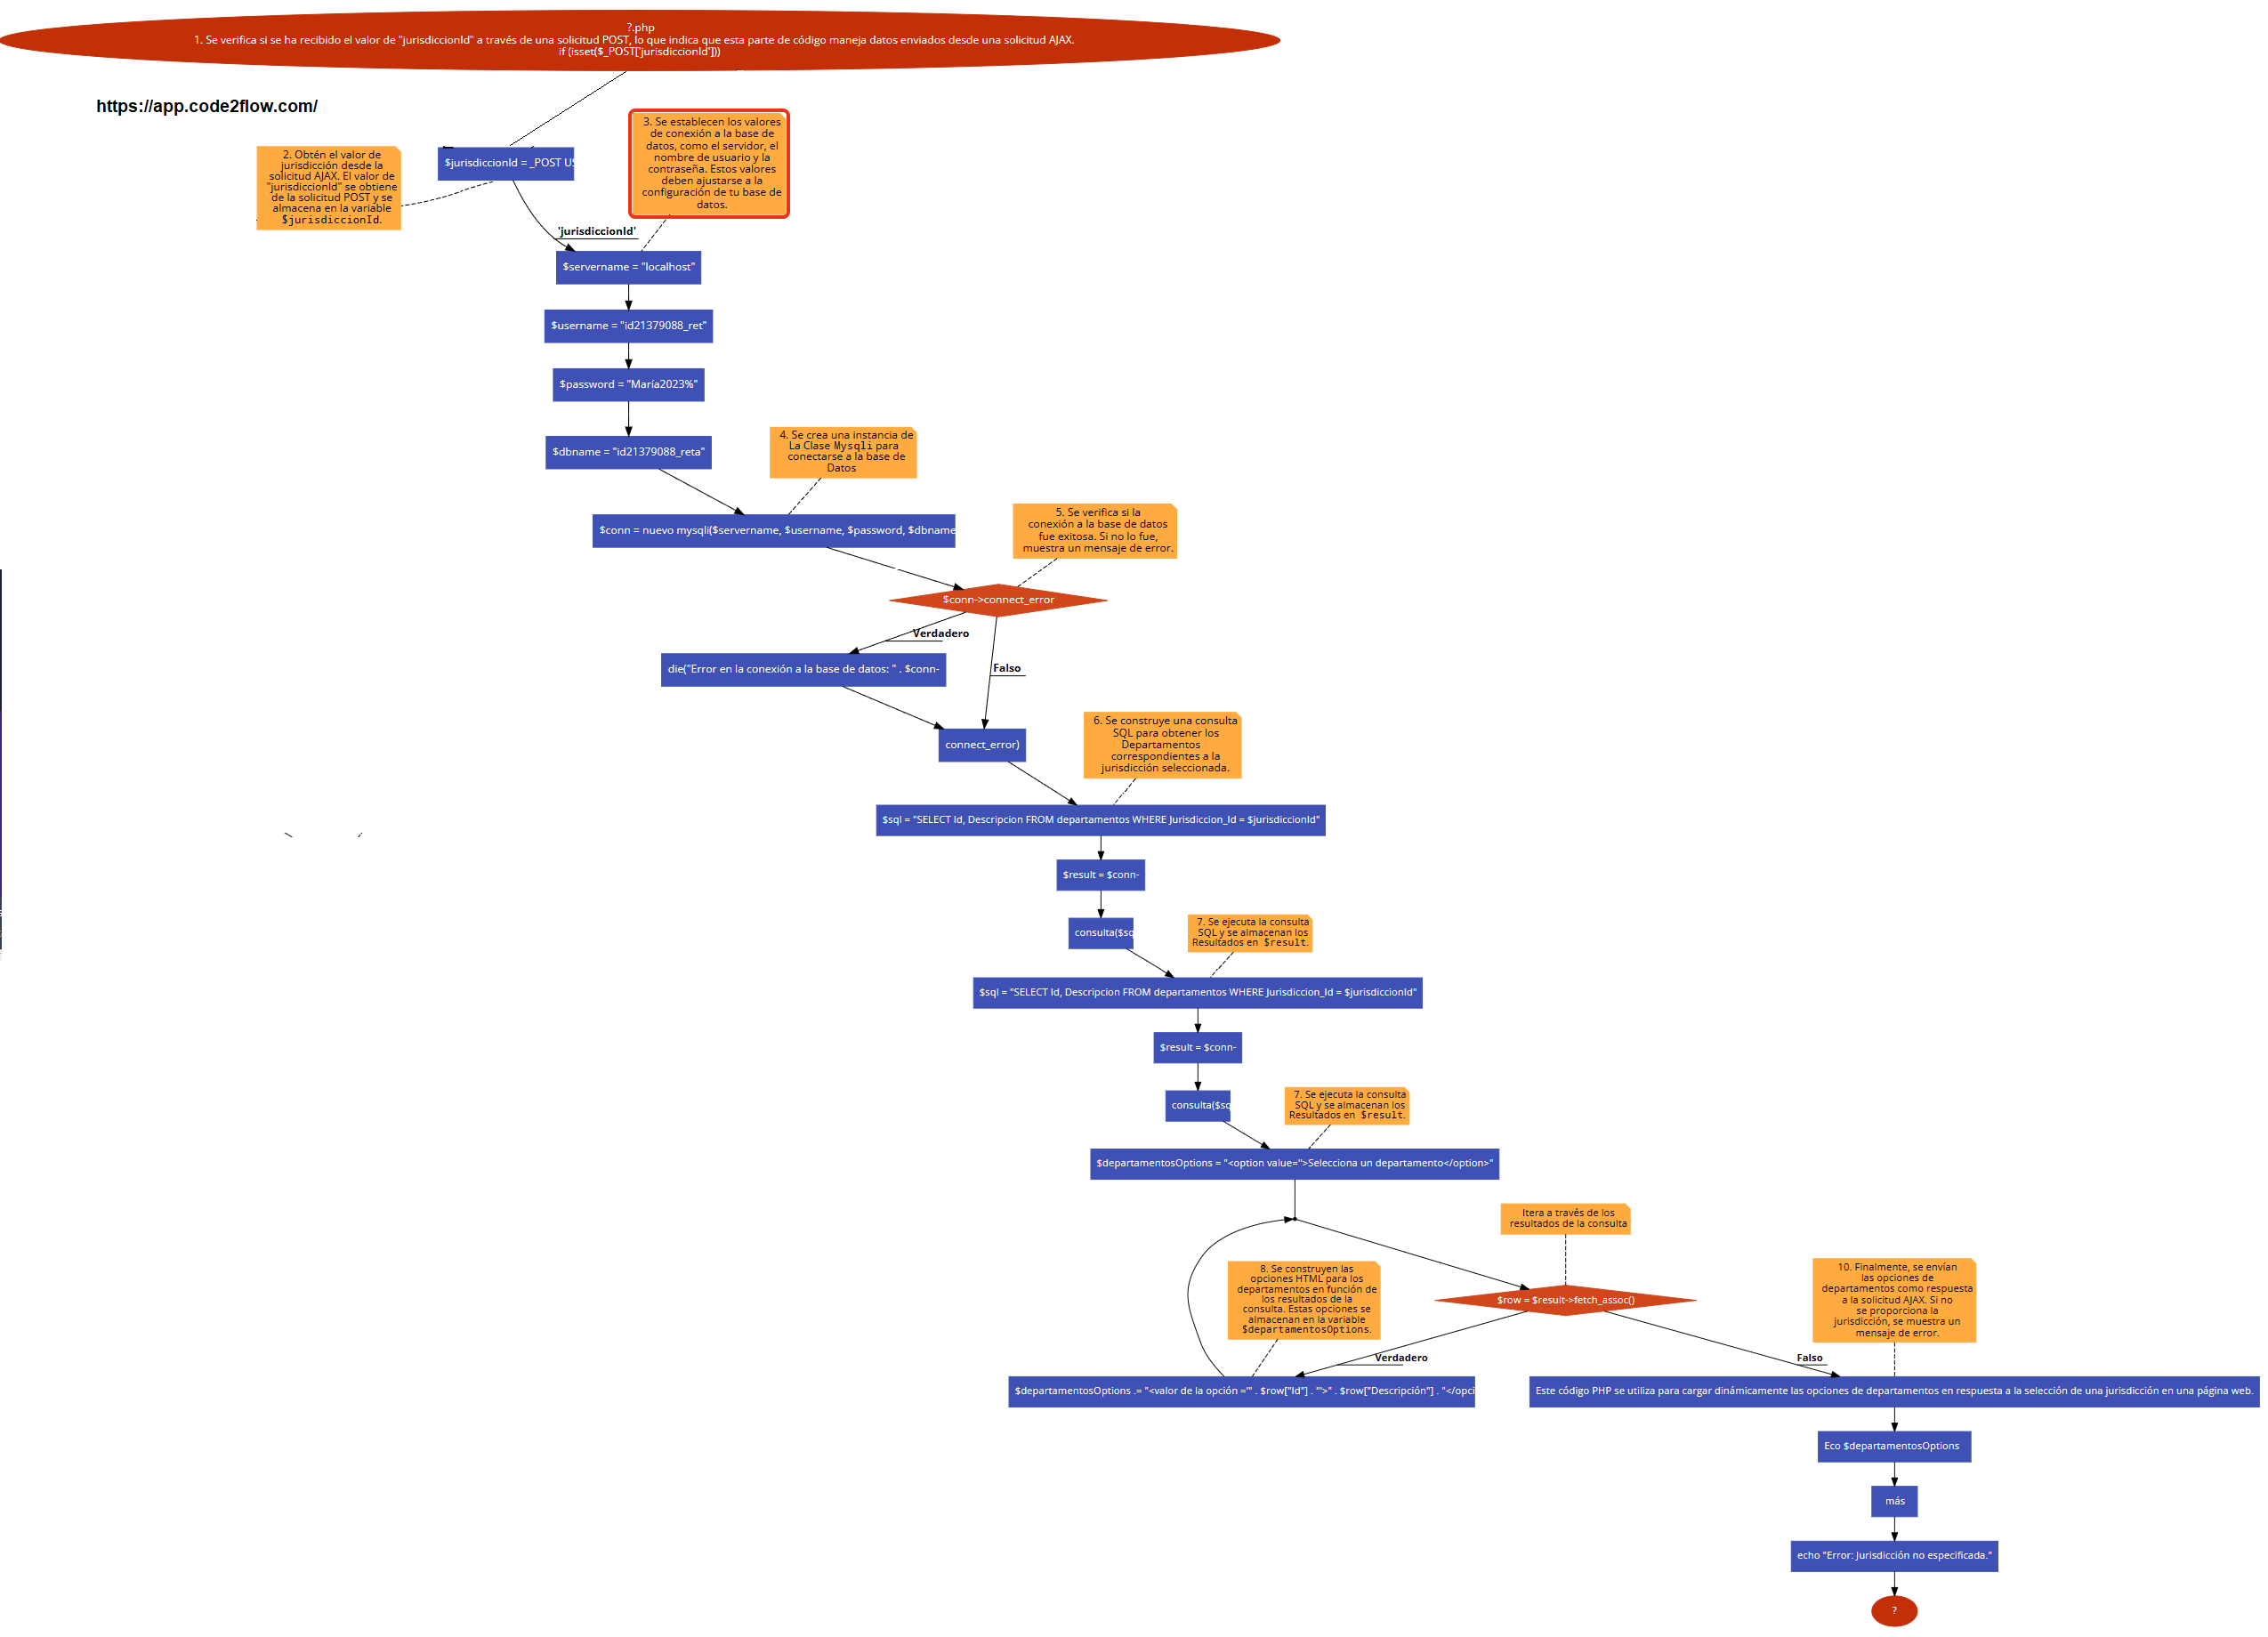 ?.php
1. Se verifica si se ha recibido el valor de "jurisdiccionId" a través de una solicitud POST, lo que indica que esta parte de código maneja datos enviados desde una solicitud AJAX.
if (isset($_POST['jurisdiccionId']))
https://app.code2flow.com/
2. Obtén el valor de
jurisdicción desde la
solicitud AJAX. El valor de
"jurisdiccionId" se obtiene
de la solicitud POST y se
almacena en la variable
$jurisdiccionId.
$jurisdiccionId = _POST US
3. Se establecen los valores
de conexión a la base de
datos, como el servidor, el
nombre de usuario y la
contraseña. Estos valores
deben ajustarse a la
configuración de tu base de
datos.
'jurisdiccionId'
$servername = "localhost"
$username = "id21379088_ret"
$password = "María2023%"
$dbname = "id21379088_reta"
4. Se crea una instancia de
La Clase Mysqli para
conectarse a la base de
Datos
$conn = nuevo mysqli($servername, $username, $password, $dbname
5. Se verifica si la
conexión a la base de datos
fue exitosa. Si no lo fue,
muestra un mensaje de error.
$conn->connect_error
Verdadero
die("Error en la conexión a la base de datos: " . $conn-
Falso
connect_error)
6. Se construye una consulta
SQL para obtener los
Departamentos
correspondientes a la
jurisdicción seleccionada.
$sql = "SELECT Id, Descripcion FROM departamentos WHERE Jurisdiccion_Id = $jurisdiccionId"
$result = $conn-
consulta($sq
7. Se ejecuta la consulta
SQL y se almacenan los
Resultados en $result.
$sql = "SELECT Id, Descripcion FROM departamentos WHERE Jurisdiccion_Id = $jurisdiccionId"
$result = $conn-
consulta($sq
7. Se ejecuta la consulta
SQL y se almacenan los
Resultados en $result.
$departamentosOptions = "<option value=''>Selecciona un departamento</option>"
Itera a través de los
resultados de la consulta
8. Se construyen las
opciones HTML para los
departamentos en función de
los resultados de la
consulta. Estas opciones se
almacenan en la variable
$departamentosOptions.
$row = $result->fetch_assoc()
10. Finalmente, se envían
las opciones de
departamentos como respuesta
a la solicitud AJAX. Si no
se proporciona la
jurisdicción, se muestra un
mensaje de error.
Verdadero
Falso
$departamentosOptions .= "<valor de la opción ='" . $row["Id"] . "'>" . $row["Descripción"] . "</opci
Este código PHP se utiliza para cargar dinámicamente las opciones de departamentos en respuesta a la selección de una jurisdicción en una página web.
Eco $departamentosOptions
más
echo "Error: Jurisdicción no especificada."
?